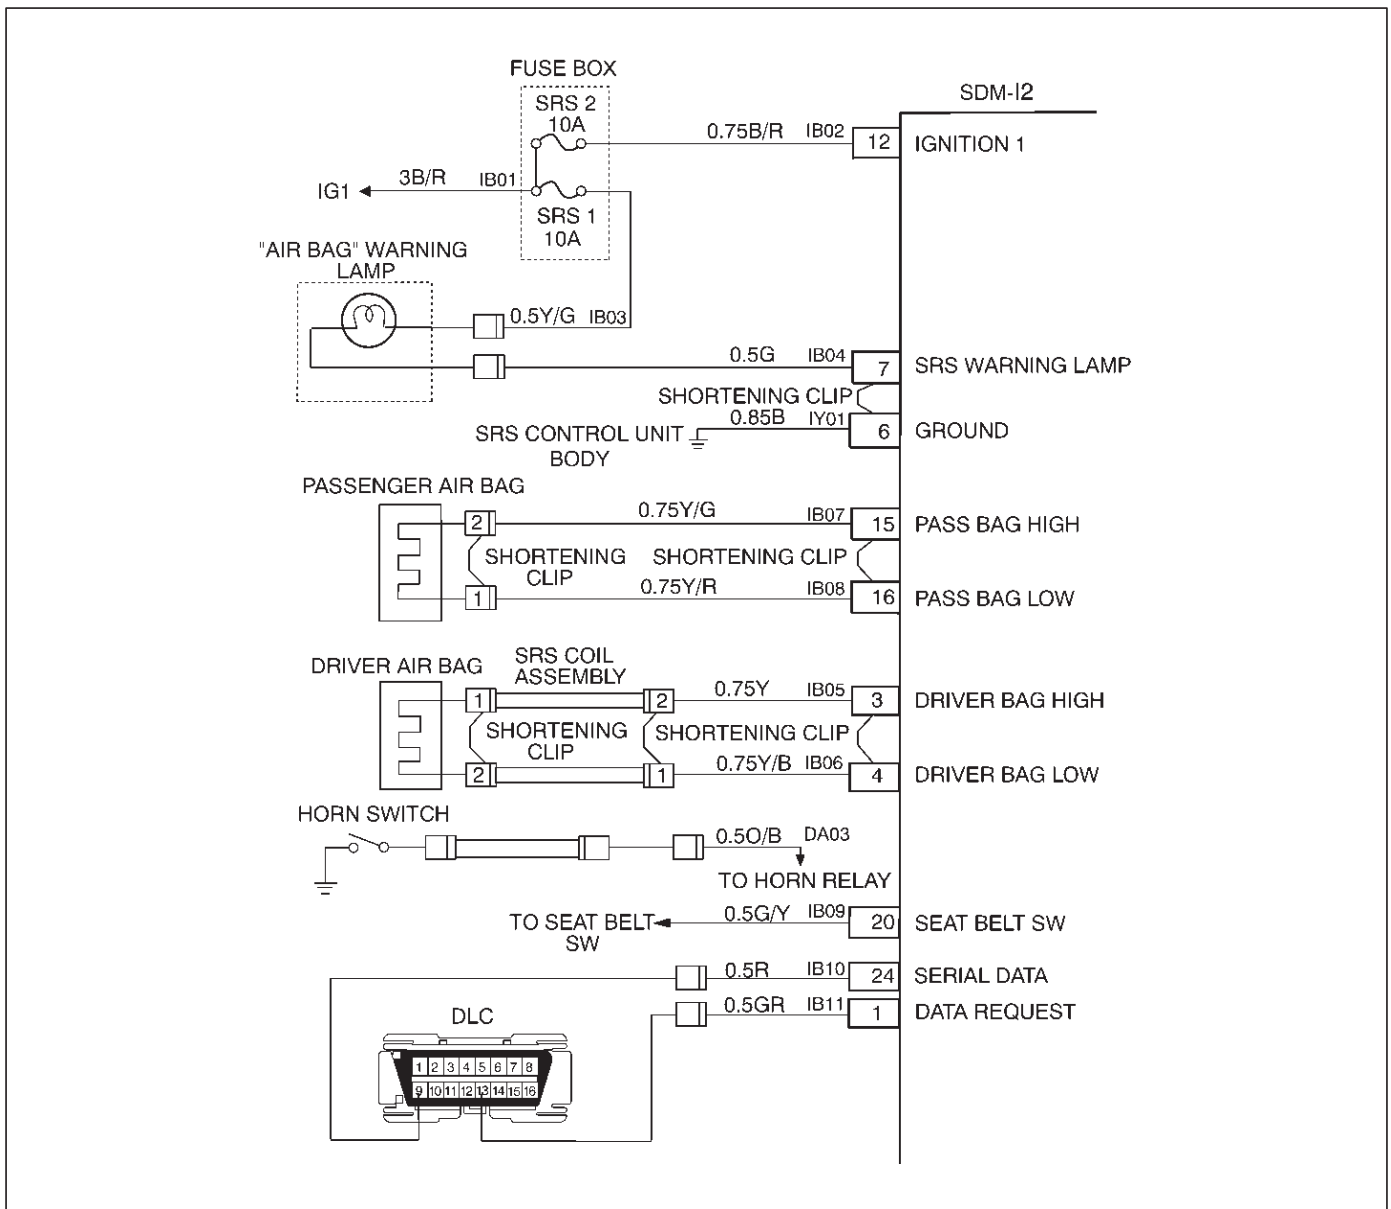 FUSE BOX
SDM-I2
SRS 2
10A
0.75B/R IB02 12 IGNITION 1
IG1 3B/R IB01
SRS 1
10A
"AIR BAG" WARNING
LAMP
0.5Y/G IB03
0.5G IB04 7 SRS WARNING LAMP
SHORTENING CLIP
0.85B IY01 6 GROUND
SRS CONTROL UNIT
BODY
PASSENGER AIR BAG
2 0.75Y/G IB07 15 PASS BAG HIGH
SHORTENING
CLIP
SHORTENING CLIP
1 0.75Y/R IB08 16 PASS BAG LOW
DRIVER AIR BAG
SRS COIL
ASSEMBLY
1 2 0.75Y IB05 3 DRIVER BAG HIGH
SHORTENING
CLIP
SHORTENING CLIP
2 1 0.75Y/B IB06 4 DRIVER BAG LOW
HORN SWITCH
0.5O/B DA03
TO HORN RELAY
TO SEAT BELT
SW
0.5G/Y IB09 20 SEAT BELT SW
0.5R IB10 24 SERIAL DATA
0.5GR IB11 1 DATA REQUEST
DLC
1 2 3 4 5 6 7 8
9 10 11 12 13 14 15 16